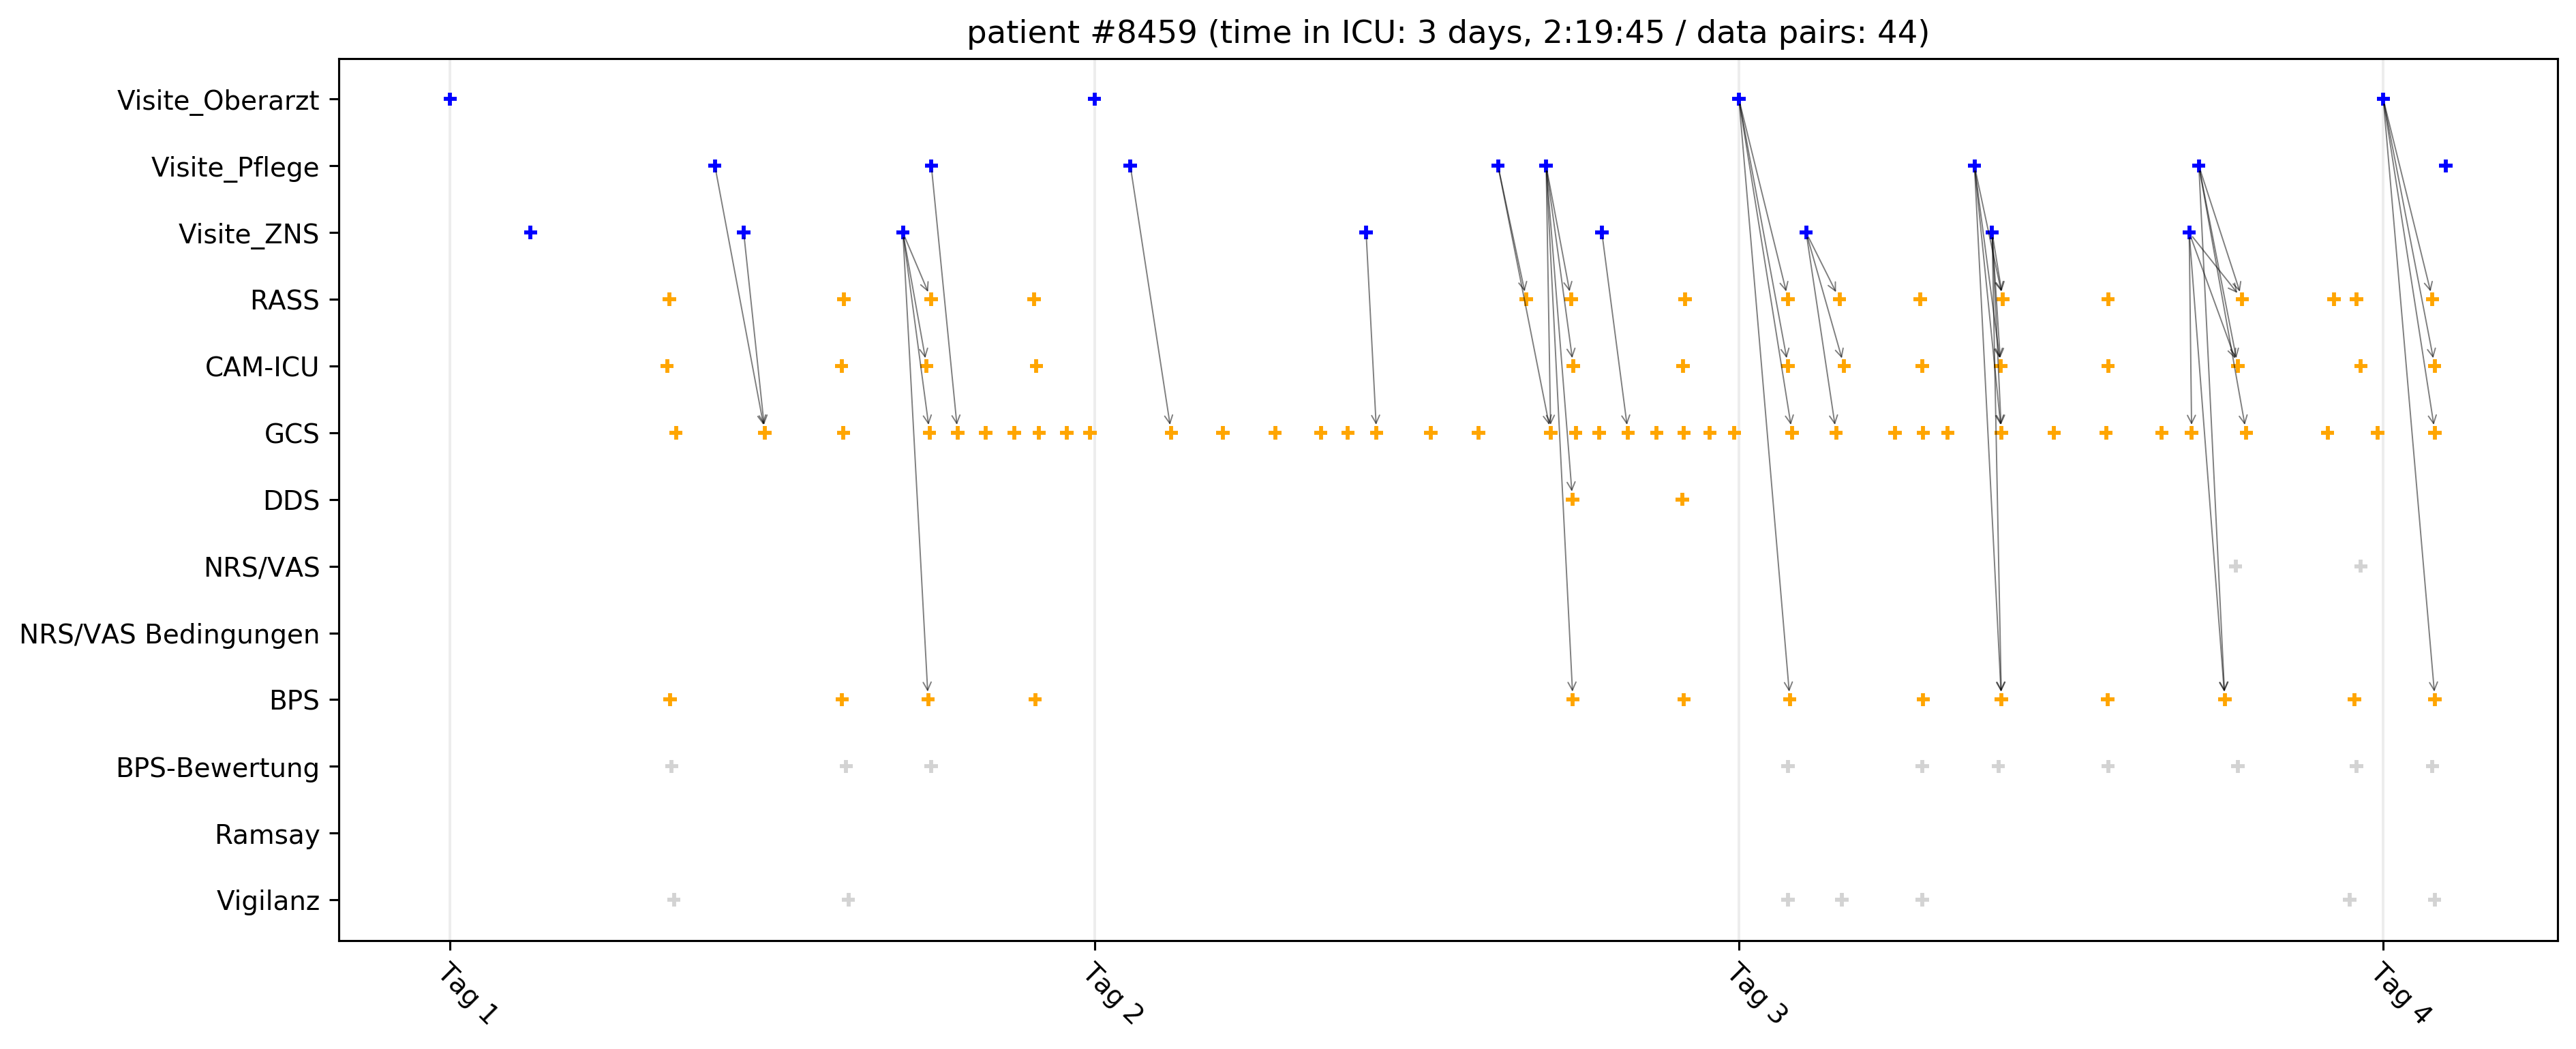 patient #8459 (time in ICU: 3 days, 2:19:45 / data pairs: 44)
Visite_Oberarzt
Visite_Pflege
Visite_ZNS
RASS
CAM-ICU
GCS
DDS
NRS/VAS
NRS/VAS Bedingungen
BPS
BPS-Bewertung
Ramsay
Vigilanz
Tag 1
Tag 2
Tag 3
Tag 4